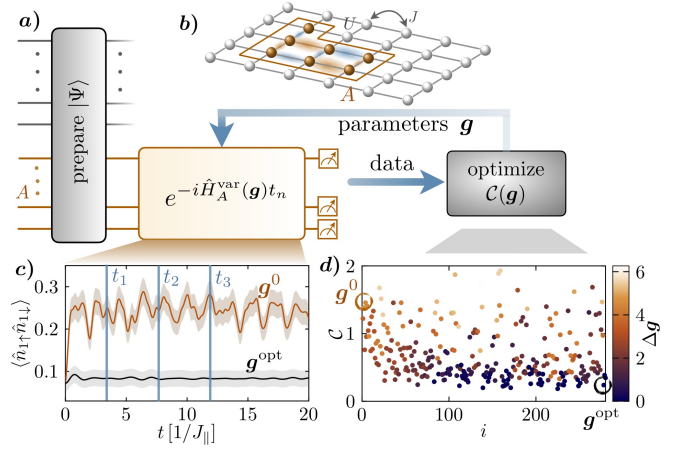 a)
prepare |Ψ⟩
A
b)
U
J
A
parameters g
e^{-iĤ_A^{var}(g)t_n}
data
optimize
C(g)
c)
⟨n̂_{1↑}n̂_{1↓}⟩
0.3
0.2
0.1
t_1
t_2
t_3
g^0
g^{opt}
0
5
10
15
20
t [1/J_∥]
d)
C
2
1
0
g^0
0
100
200
i
g^{opt}
6
4
2
0
Δg